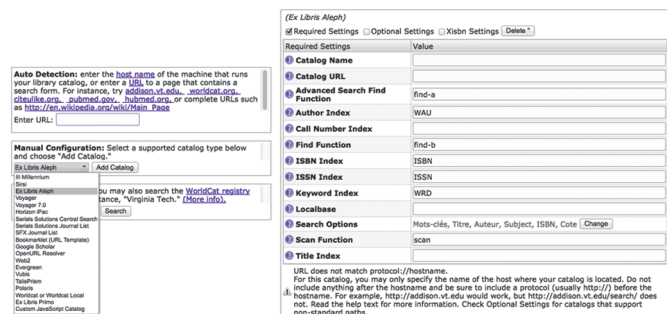 Auto Detection: enter the host name of the machine that runs
your library catalog, or enter a URL to a page that contains a
search form. For instance, try addison.vt.edu, worldcat.org,
citeulike.org, pubmed.gov, hubmed.org, or complete URLs such
as http://en.wikipedia.org/wiki/Main_Page
Enter URL:
Manual Configuration: Select a supported catalog type below
and choose "Add Catalog."
Ex Libris Aleph
Add Catalog
III Millennium
Sirsi
Ex Libris Aleph
Voyager
Voyager 7.0
Horizon iPac
Serials Solutions Central Search
Serials Solutions Journal List
SFX Journal List
Bookmarklet (URL Template)
Google Scholar
OpenURL Resolver
Web2
Evergreen
Vubis
TalisPrism
Polaris
Worldcat or Worldcat Local
Ex Libris Primo
Custom JavaScript Catalog
ou may also search the WorldCat registry
tance, "Virginia Tech." (More info).
Search
(Ex Libris Aleph)
Required Settings Optional Settings Xisbn Settings Delete
Required Settings Value
Catalog Name
Catalog URL
Advanced Search Find
Function
find-a
Author Index WAU
Call Number Index
Find Function find-b
ISBN Index ISBN
ISSN Index ISSN
Keyword Index WRD
Localbase
Search Options Mots-clés, Titre, Auteur, Subject, ISBN, Cote Change
Scan Function scan
Title Index
URL does not match protocol://hostname.
For this catalog, you may only specify the name of the host where your catalog is located. Do not
include anything after the hostname and be sure to include a protocol (usually http://) before the
hostname. For example, http://addison.vt.edu would work, but http://addison.vt.edu/search/ does
not. Read the help text for more information. Check Optional Settings for catalogs that support
non-standard paths.